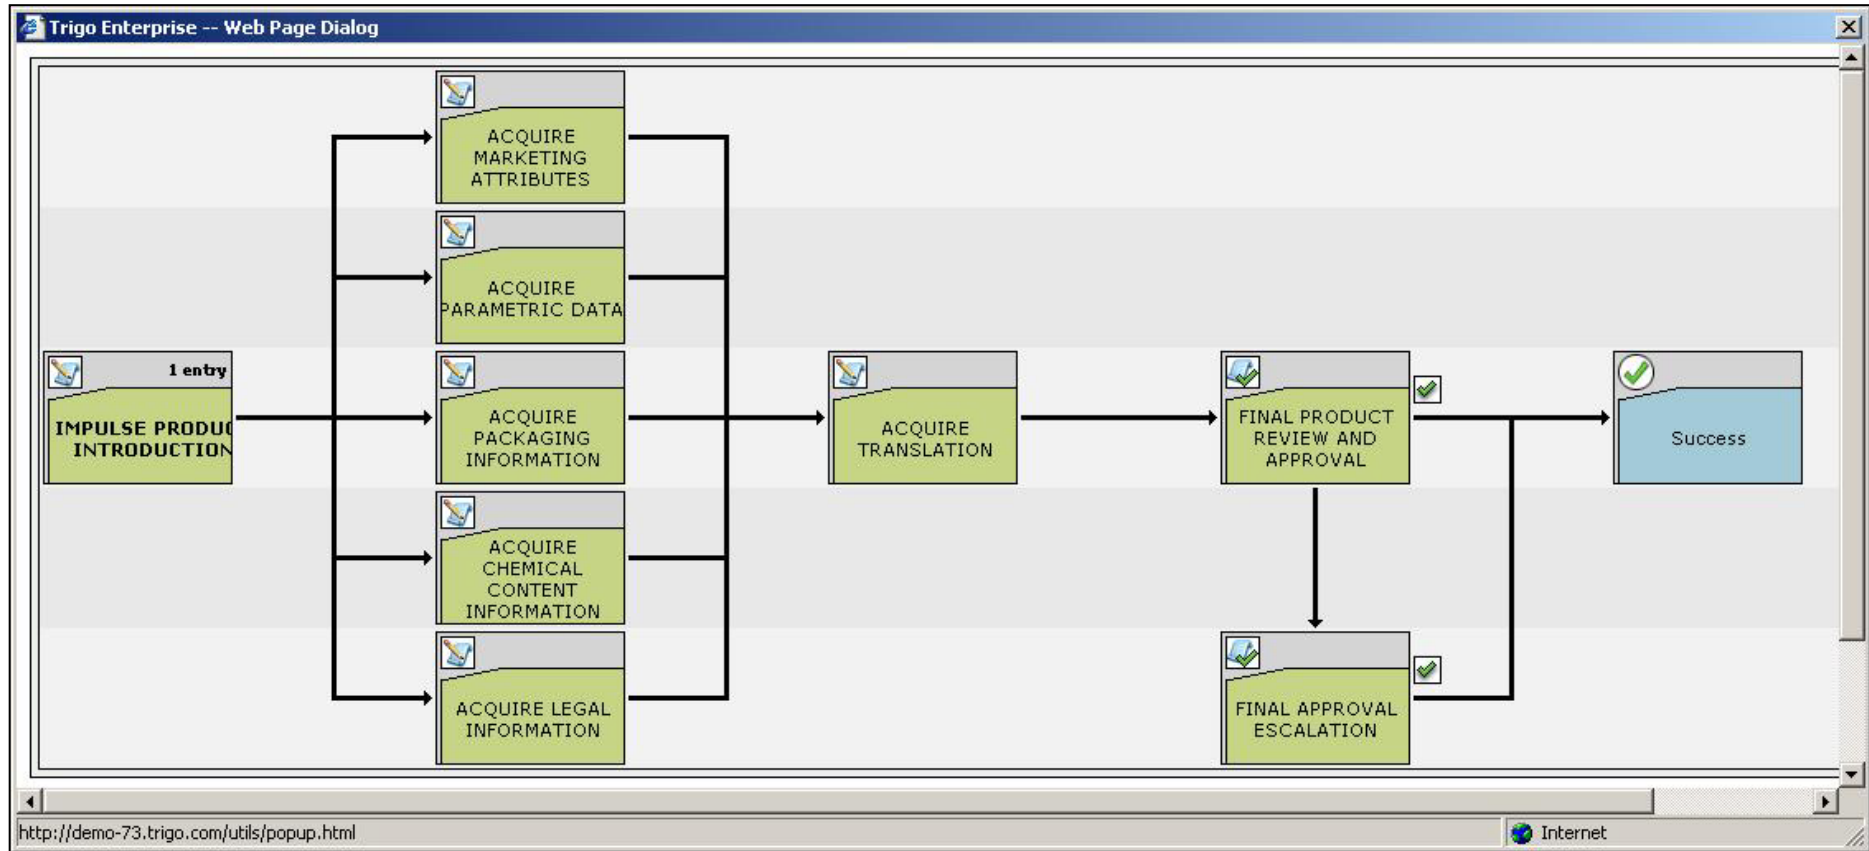 Trigo Enterprise -- Web Page Dialog
ACQUIRE
MARKETING
ATTRIBUTES
ACQUIRE
PARAMETRIC DATA
1 entry
IMPULSE PRODUC
INTRODUCTION
ACQUIRE
PACKAGING
INFORMATION
ACQUIRE
TRANSLATION
FINAL PRODUCT
REVIEW AND
APPROVAL
Success
ACQUIRE
CHEMICAL
CONTENT
INFORMATION
ACQUIRE LEGAL
INFORMATION
FINAL APPROVAL
ESCALATION
http://demo-73.trigo.com/utils/popup.html
Internet